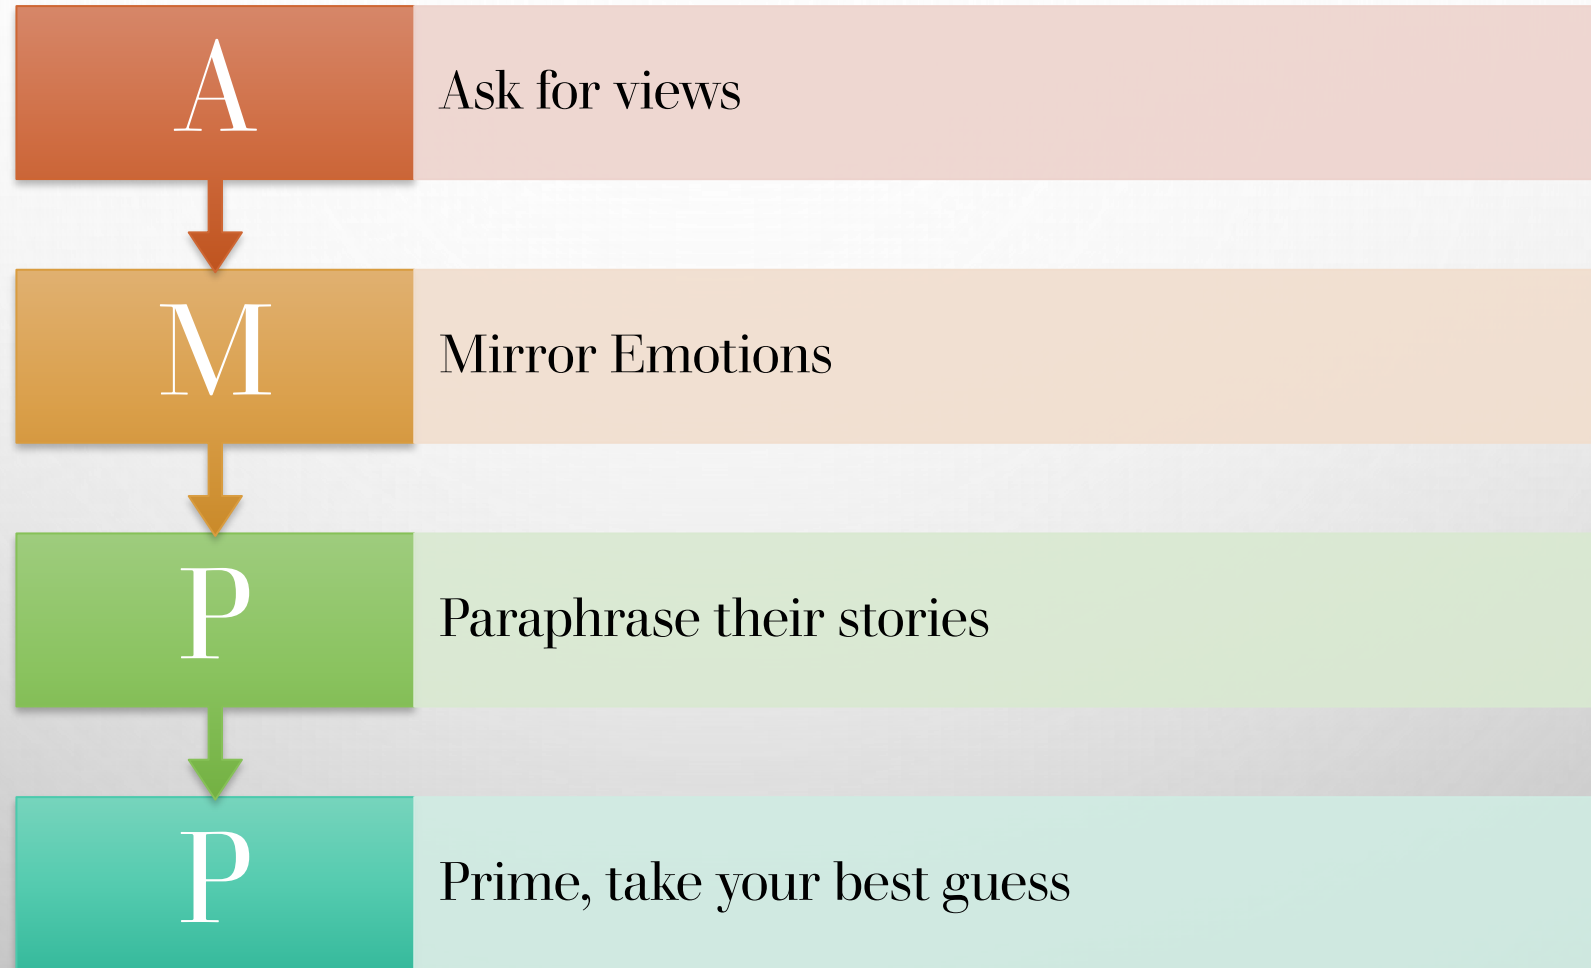 A
Ask for views
M
Mirror Emotions
P
Paraphrase their stories
P
Prime, take your best guess